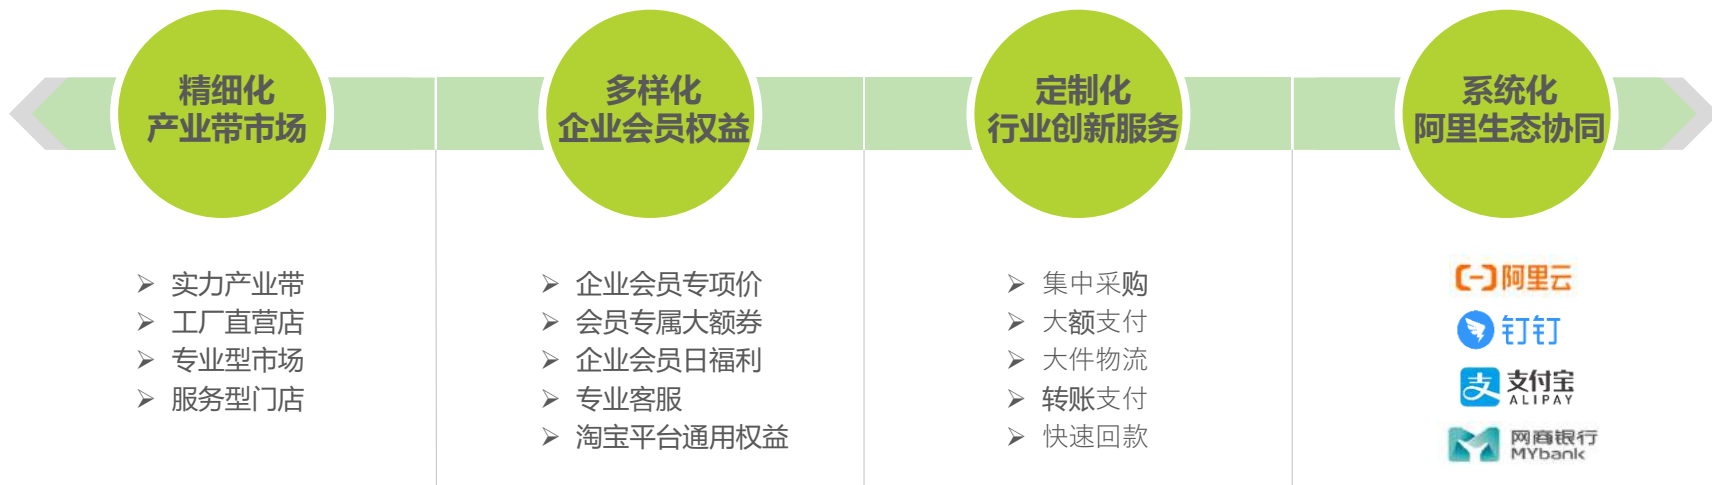 精细化
产业带市场
多样化
企业会员权益
定制化
行业创新服务
系统化
阿里生态协同
实力产业带
工厂直营店
专业型市场
服务型门店
企业会员专项价
会员专属大额券
企业会员日福利
专业客服
淘宝平台通用权益
集中采购
大额支付
大件物流
转账支付
快速回款
阿里云
钉钉
支付宝
ALIPAY
网商银行
MYbank